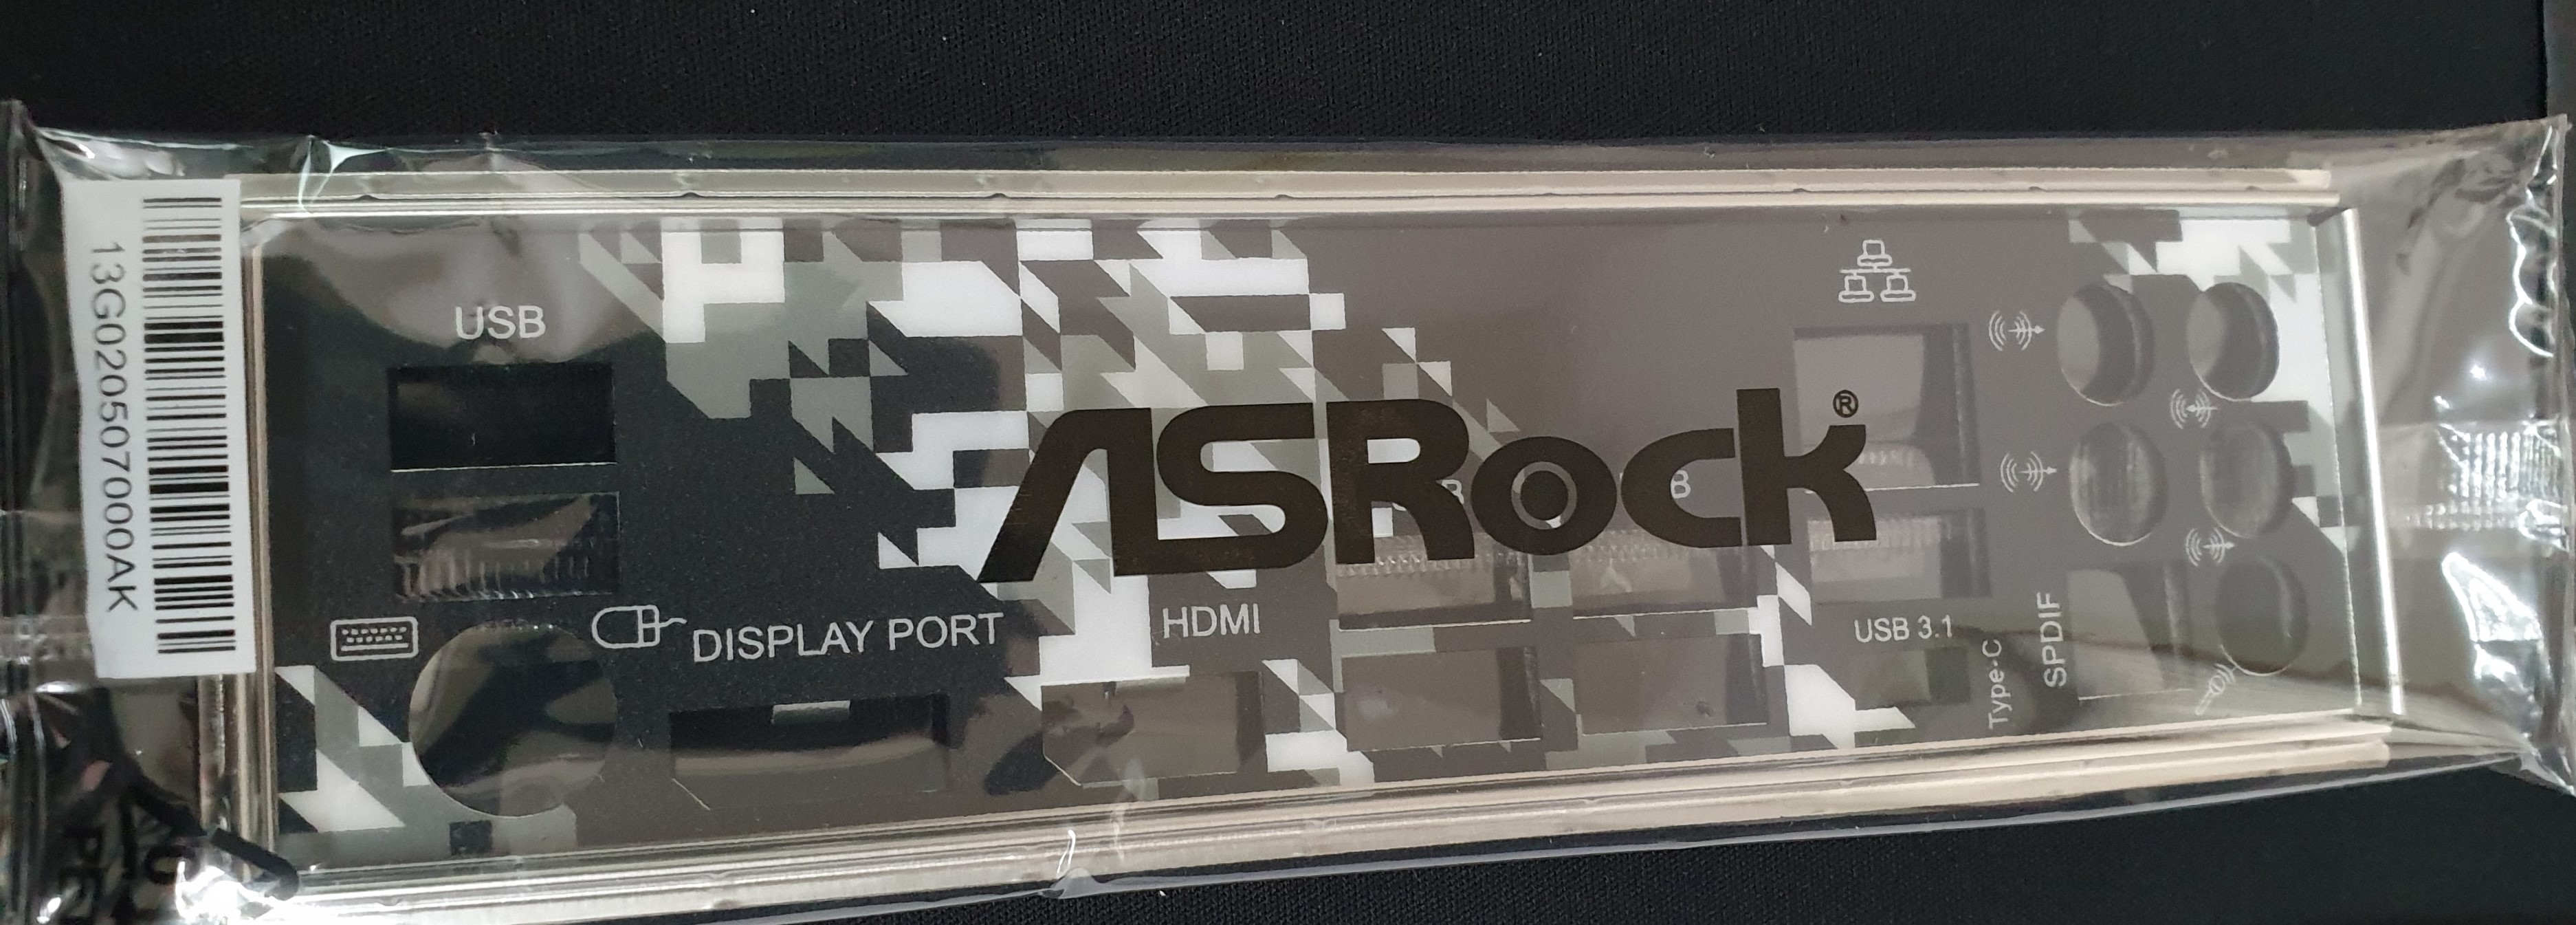 13G020507000AK
USB
ASRock®
B
B
DISPLAY PORT
HDMI
USB 3.1
Type-C
SPDIF